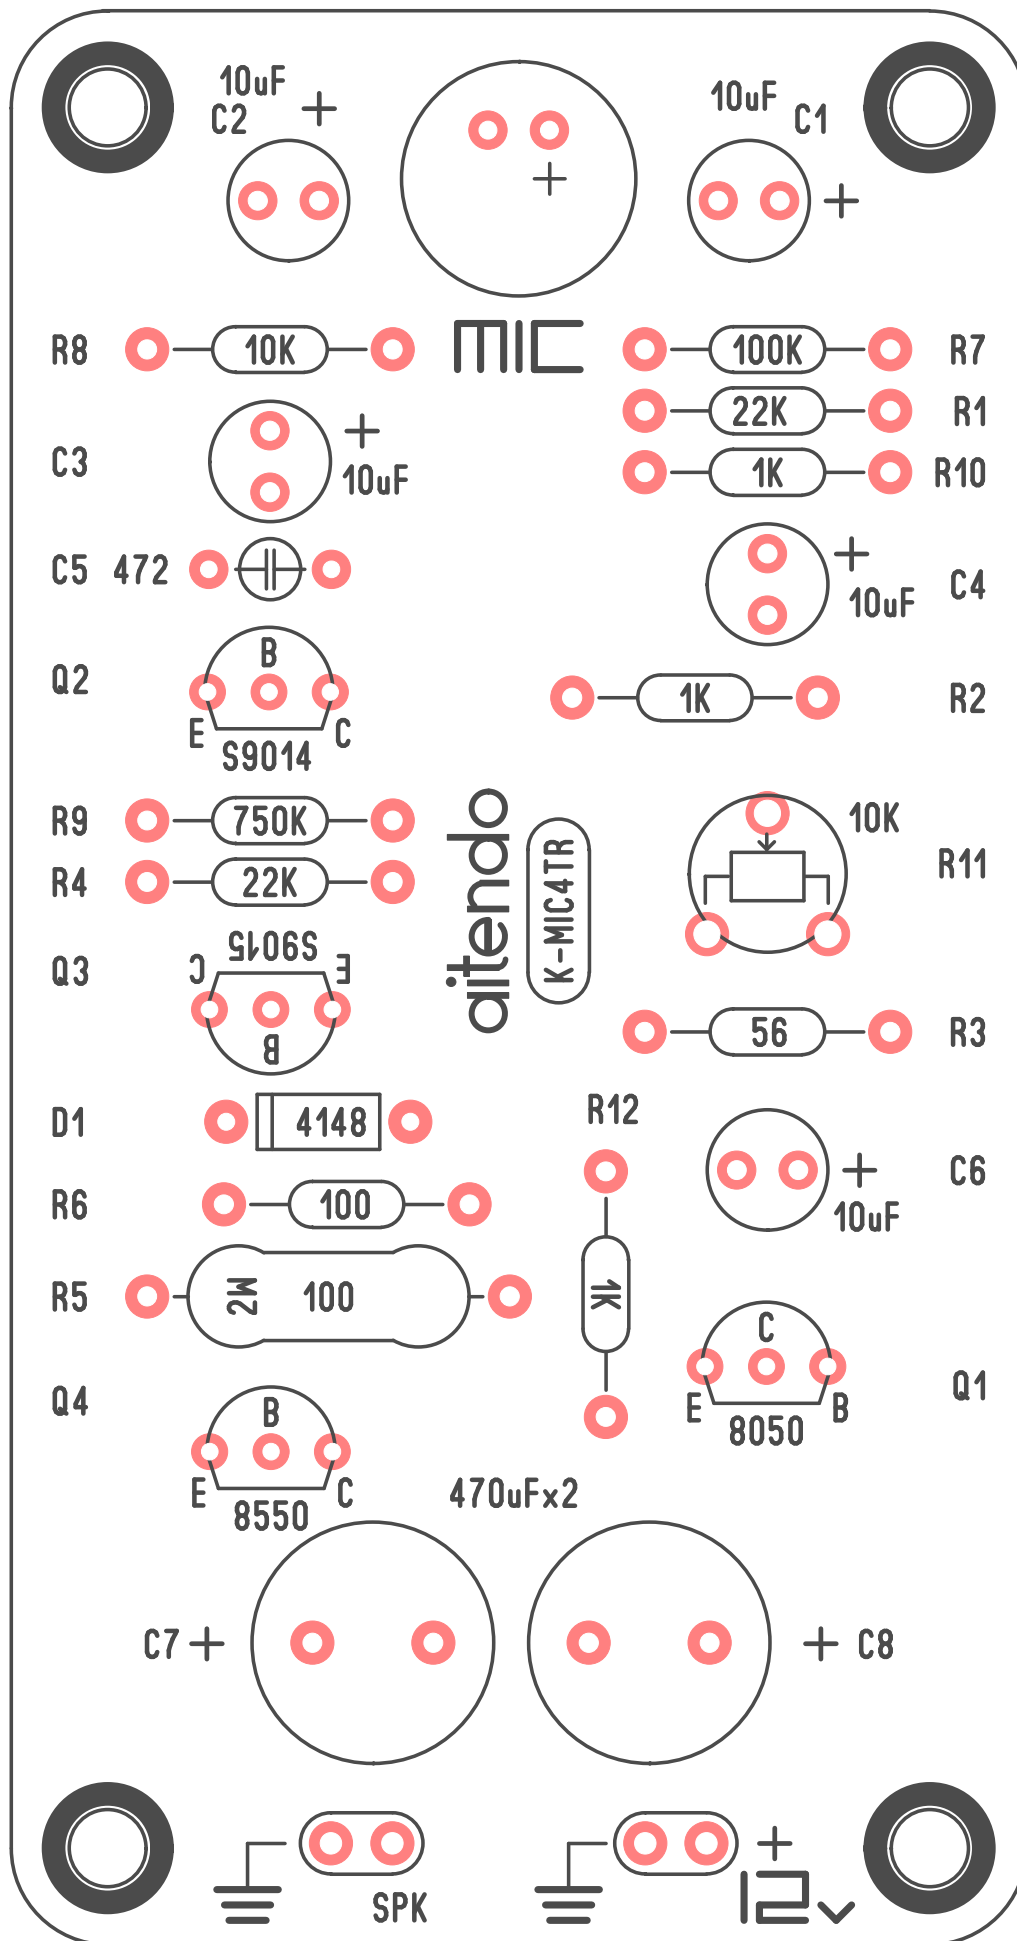 10uF
C2 +
10uF
C1
+
+
MIC
R8 10K
100K R7
22K R1
1K R10
C3 + 10uF
C5 472
+ 10uF C4
Q2 B
E C
S9014
1K R2
R9 750K
R4 22K
aitendo
K-MIC4TR
10K
R11
Q3
S9015
C E
B
56 R3
D1 4148
R12
1K
+
10uF
C6
R6 100
R5 M2 100
C
E B
8050
Q1
Q4 B
E C
8550
470uFx2
C7 +
+ C8
SPK
+
12v